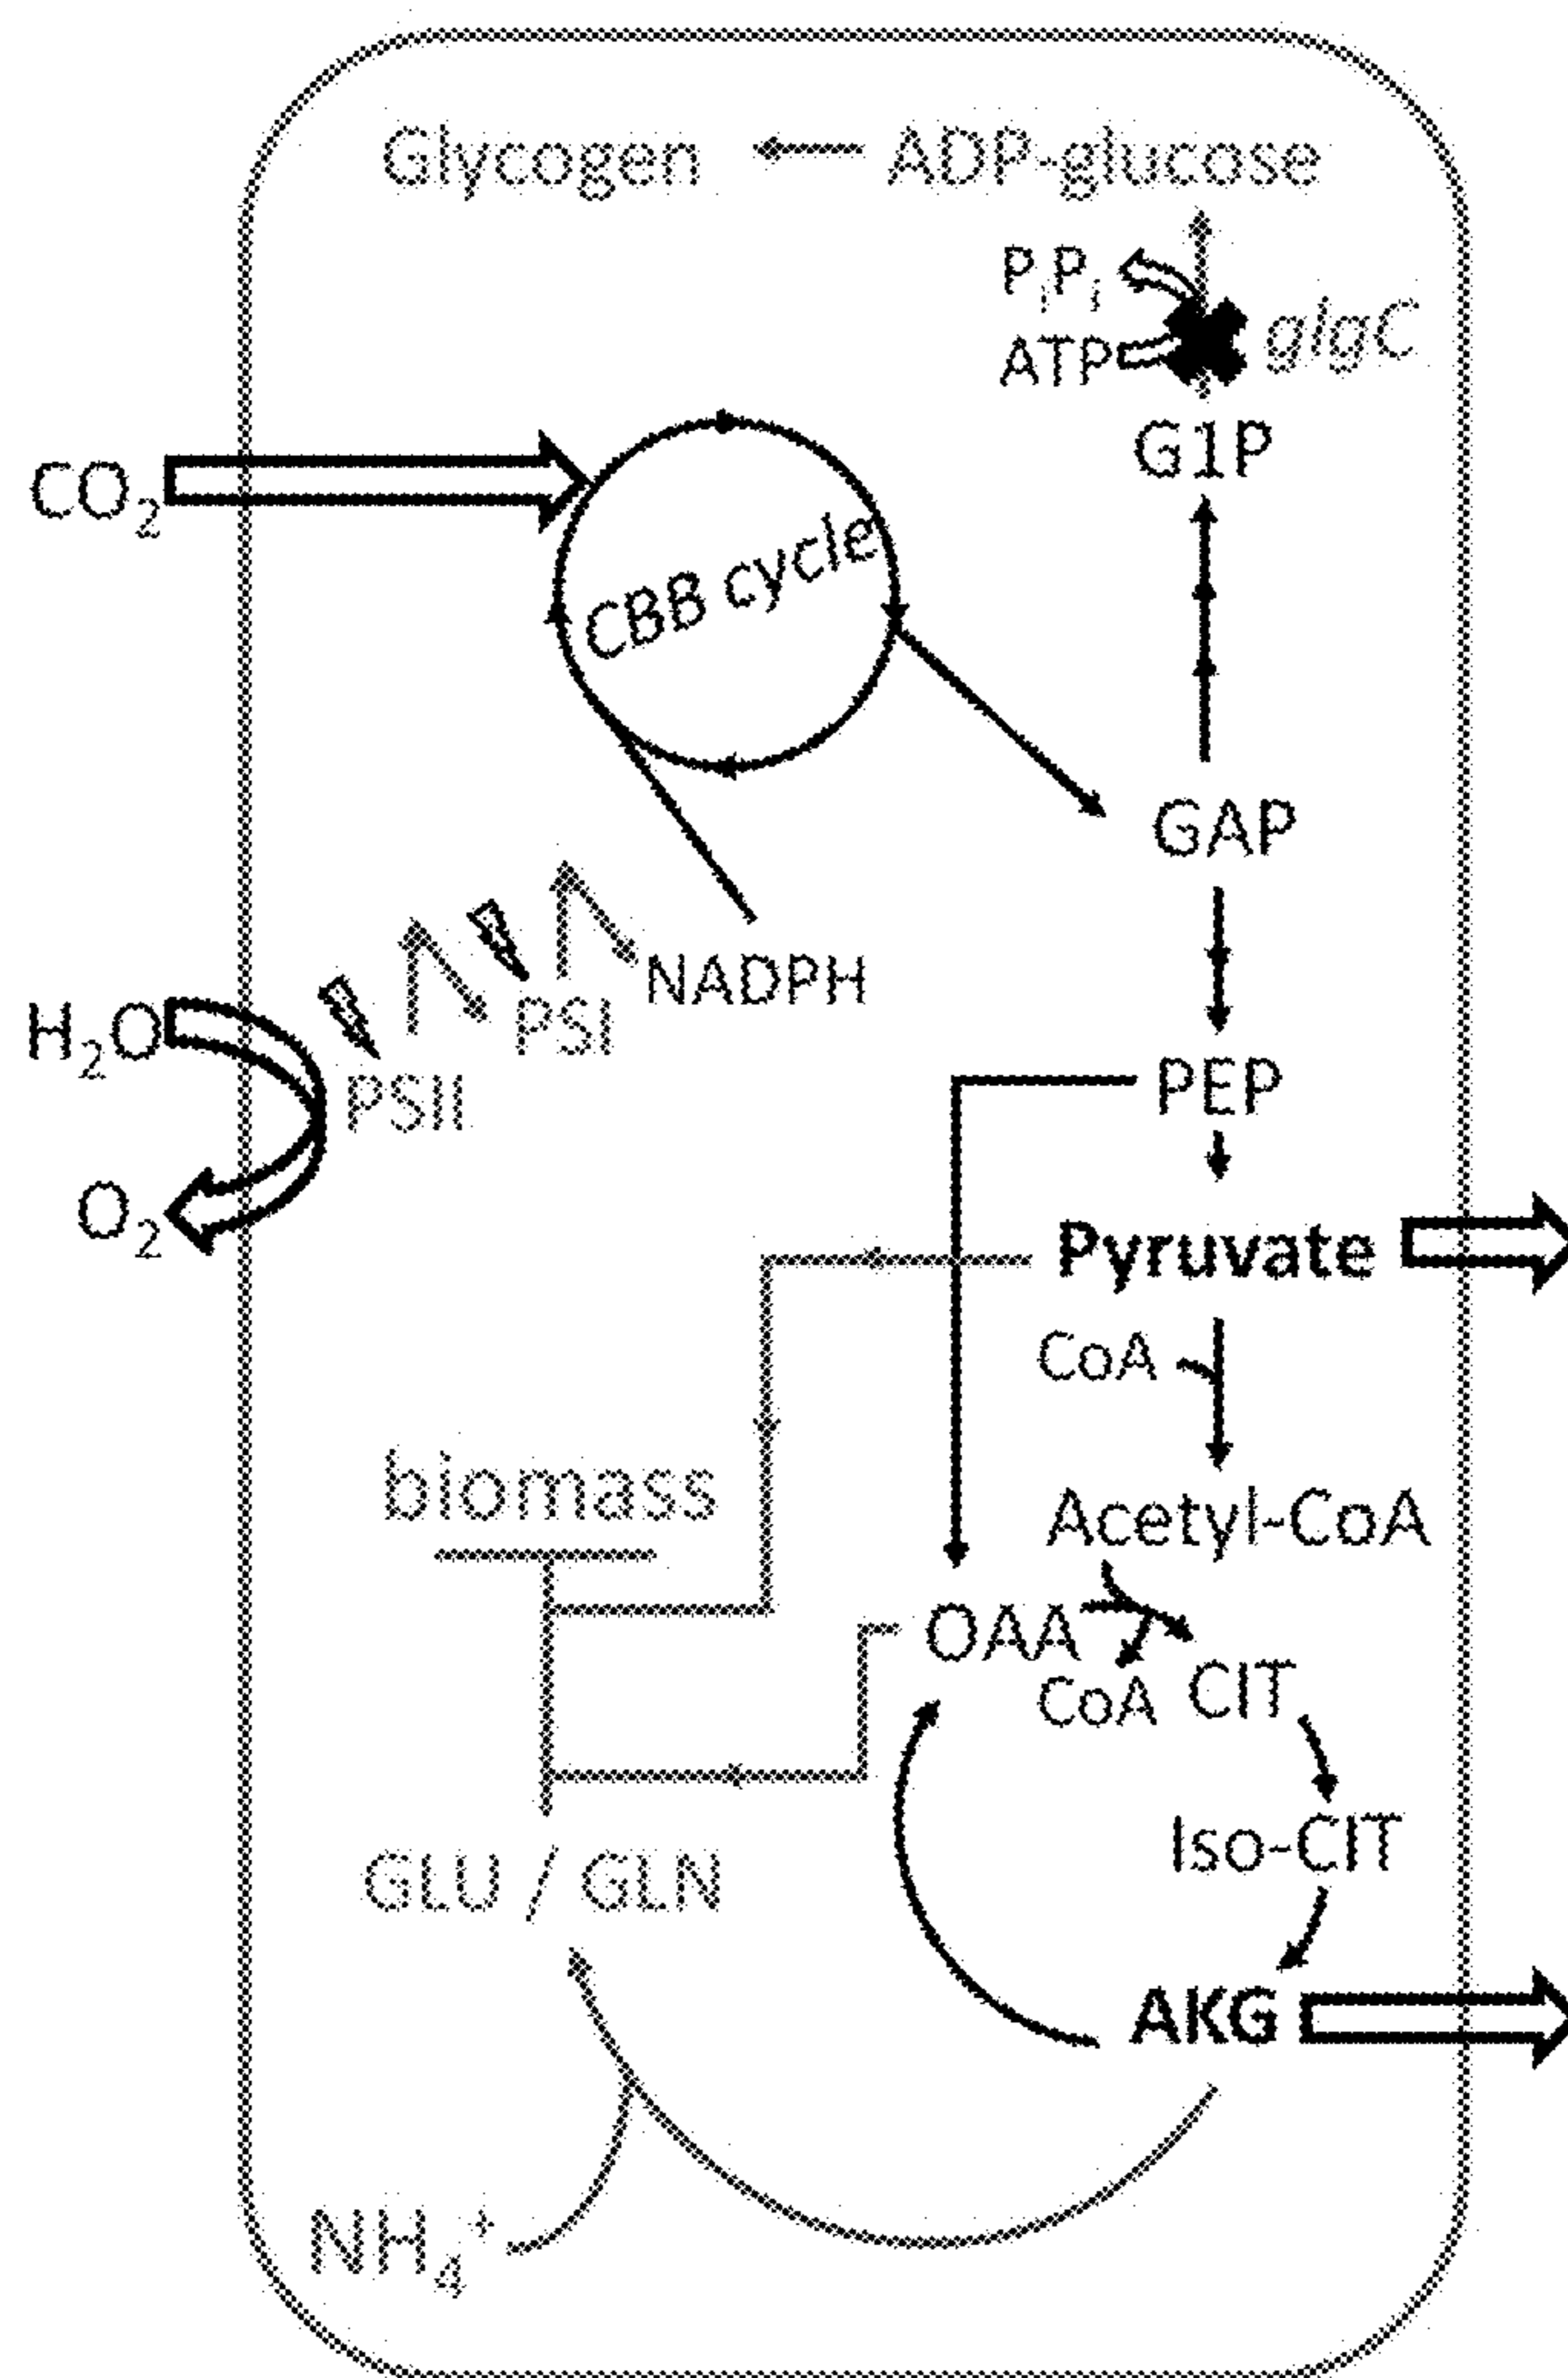 Glycogen ADP-glucose
PiPi
ATP glgC
G1P
CO2
CBB cycle
GAP
NADPH
H2O PSI
PSII PEP
O2
Pyruvate
CoA
biomass
Acetyl-CoA
OAA
CoA CIT
Iso-CIT
GLU / GLN
AKG
NH4+